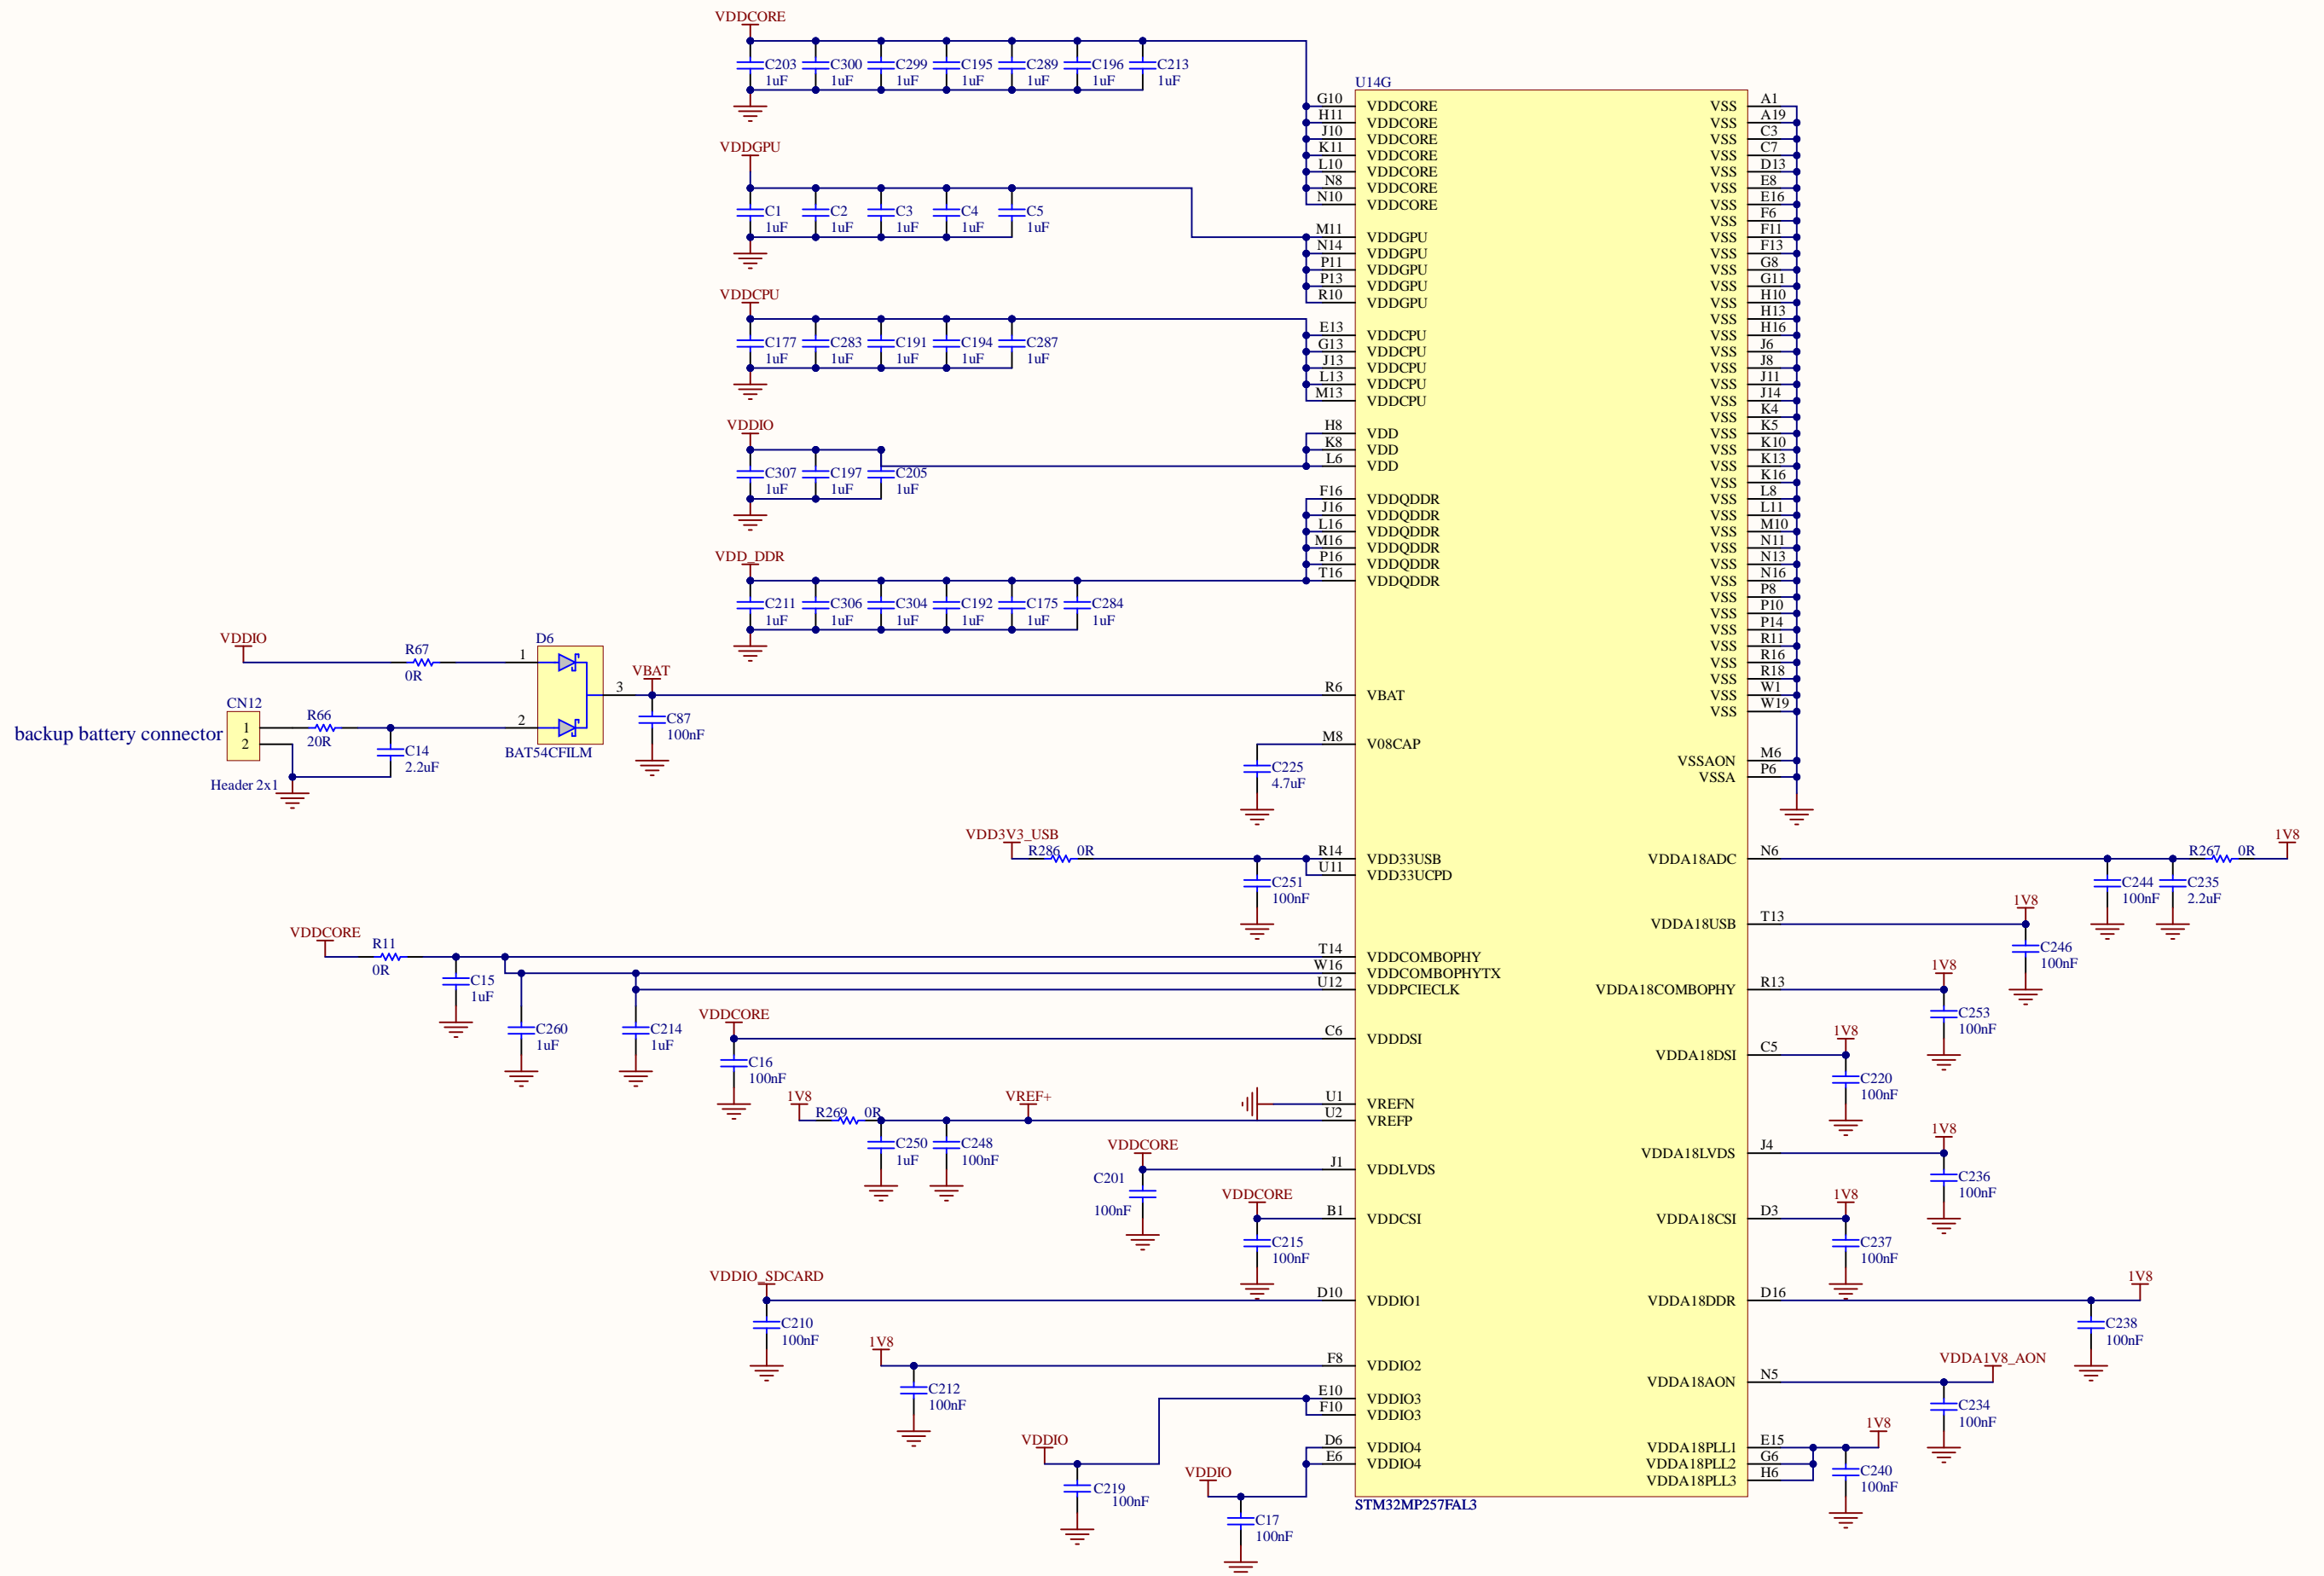 VDDCORE
C203 C300 C299 C195 C289 C196 C213
1uF 1uF 1uF 1uF 1uF 1uF 1uF
VDDGPU
C1 C2 C3 C4 C5
1uF 1uF 1uF 1uF 1uF
VDDCPU
C177 C283 C191 C194 C287
1uF 1uF 1uF 1uF 1uF
VDDIO
C307 C197 C205
1uF 1uF 1uF
VDD_DDR
C211 C306 C304 C192 C175 C284
1uF 1uF 1uF 1uF 1uF 1uF
VDDIO
R67
0R
D6
1
2
3
BAT54CFILM
VBAT
C87
100nF
CN12
backup battery connector
1
2
Header 2x1
R66
20R
C14
2.2uF
C225
4.7uF
VDD3V3_USB
R286 0R
C251
100nF
VDDCORE
R11
0R
C15
1uF
C260
1uF
C214
1uF
VDDCORE
C16
100nF
1V8
R269 0R
VREF+
C250
1uF
C248
100nF
VDDCORE
C201
100nF
VDDCORE
C215
100nF
VDDIO_SDCARD
C210
100nF
1V8
C212
100nF
VDDIO
C219
100nF
VDDIO
C17
100nF
U14G
G10 VDDCORE
H11 VDDCORE
J10 VDDCORE
K11 VDDCORE
L10 VDDCORE
N8 VDDCORE
N10 VDDCORE
M11 VDDGPU
N14 VDDGPU
P11 VDDGPU
P13 VDDGPU
R10 VDDGPU
E13 VDDCPU
G13 VDDCPU
J13 VDDCPU
L13 VDDCPU
M13 VDDCPU
H8 VDD
K8 VDD
L6 VDD
F16 VDDQDDR
J16 VDDQDDR
L16 VDDQDDR
M16 VDDQDDR
P16 VDDQDDR
T16 VDDQDDR
R6 VBAT
M8 V08CAP
R14 VDD33USB
U11 VDD33UCPD
T14 VDDCOMBOPHY
W16 VDDCOMBOPHYTX
U12 VDDPCIECLK
C6 VDDDSI
U1 VREFN
U2 VREFP
J1 VDDLVDS
B1 VDDCSI
D10 VDDIO1
F8 VDDIO2
E10 VDDIO3
F10 VDDIO3
D6 VDDIO4
E6 VDDIO4
STM32MP257FAL3
VSS A1
VSS A19
VSS C3
VSS C7
VSS D13
VSS E8
VSS E16
VSS F6
VSS F11
VSS F13
VSS G8
VSS G11
VSS H10
VSS H13
VSS H16
VSS J6
VSS J8
VSS J11
VSS J14
VSS K4
VSS K5
VSS K10
VSS K13
VSS K16
VSS L8
VSS L11
VSS M10
VSS N11
VSS N13
VSS N16
VSS P8
VSS P10
VSS P14
VSS R11
VSS R16
VSS R18
VSS W1
VSS W19
VSSAON M6
VSSA P6
VDDA18ADC N6
VDDA18USB T13
VDDA18COMBOPHY R13
VDDA18DSI C5
VDDA18LVDS J4
VDDA18CSI D3
VDDA18DDR D16
VDDA18AON N5
VDDA18PLL1 E15
VDDA18PLL2 G6
VDDA18PLL3 H6
1V8
R267 0R
C244
100nF
C235
2.2uF
1V8
C246
100nF
1V8
C253
100nF
1V8
C220
100nF
1V8
C236
100nF
1V8
C237
100nF
1V8
C238
100nF
VDDA1V8_AON
C234
100nF
1V8
C240
100nF